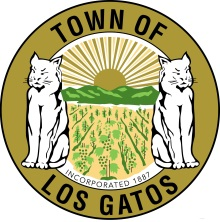 TOWN OF
INCORPORATED 1887
LOS GATOS